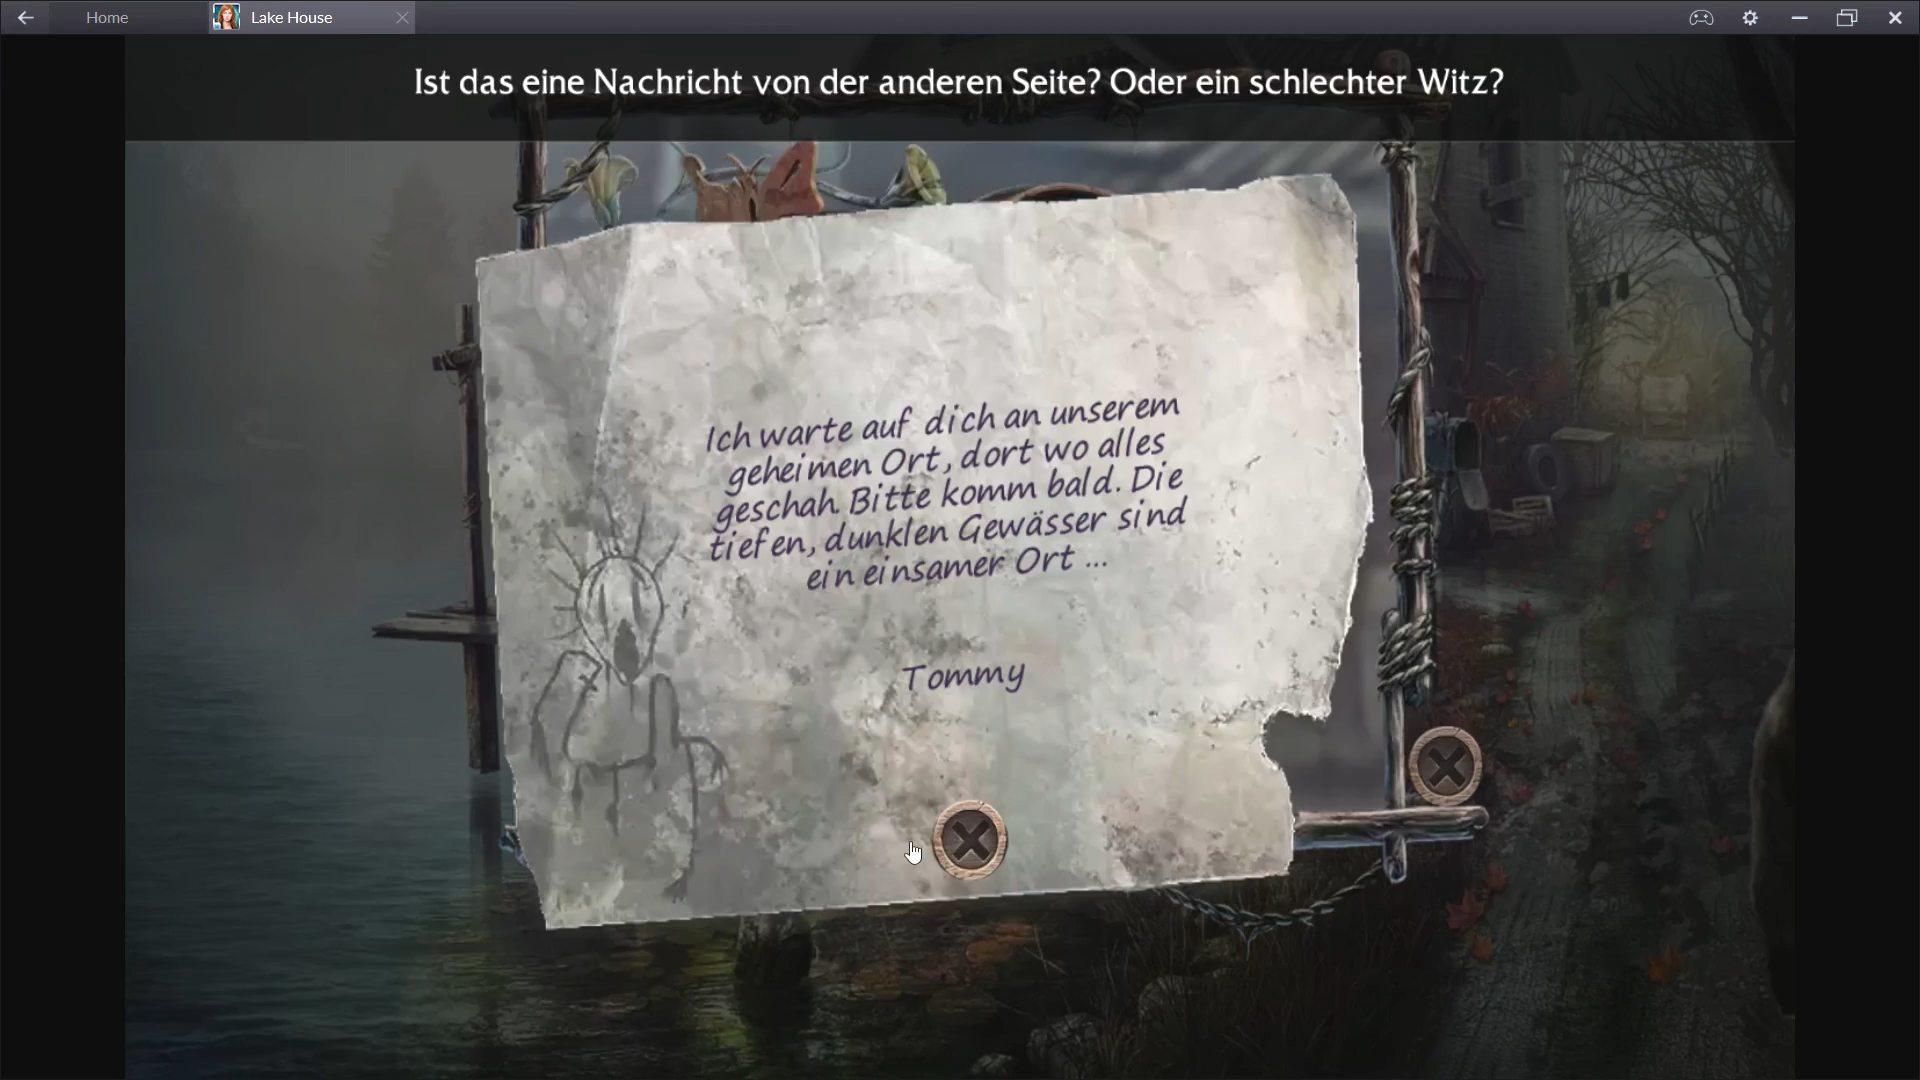 Home
Lake House
Ist das eine Nachricht von der anderen Seite? Oder ein schlechter Witz?
Ich warte auf dich an unserem
geheimen Ort, dort wo alles
geschah. Bitte komm bald. Die
tiefen, dunklen Gewässer sind
ein einsamer Ort ...
Tommy